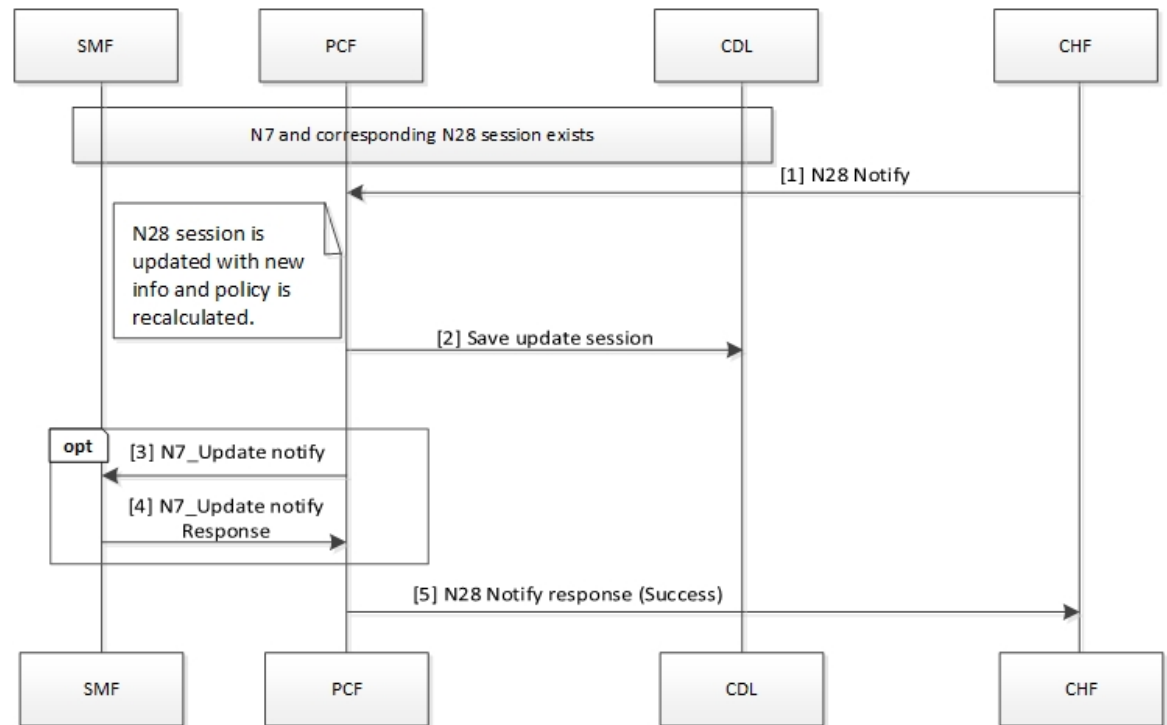 SMF
PCF
CDL
CHF
N7 and corresponding N28 session exists
[1] N28 Notify
N28 session is
updated with new
info and policy is
recalculated.
[2] Save update session
opt
[3] N7_Update notify
[4] N7_Update notify
Response
[5] N28 Notify response (Success)
SMF
PCF
CDL
CHF